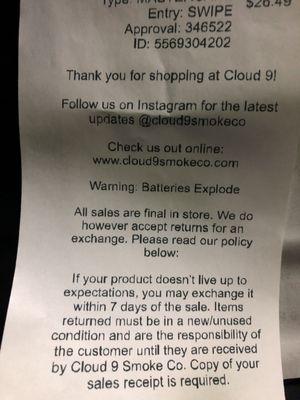 $26.49
Entry: SWIPE
Approval: 346522
ID: 5569304202
Thank you for shopping at Cloud 9!
Follow us on Instagram for the latest
updates @cloud9smokeco
Check us out online:
www.cloud9smokeco.com
Warning: Batteries Explode
All sales are final in store. We do
however accept returns for an
exchange. Please read our policy
below:
If your product doesn't live up to
expectations, you may exchange it
within 7 days of the sale. Items
returned must be in a new/unused
condition and are the responsibility of
the customer until they are received
by Cloud 9 Smoke Co. Copy of your
sales receipt is required.